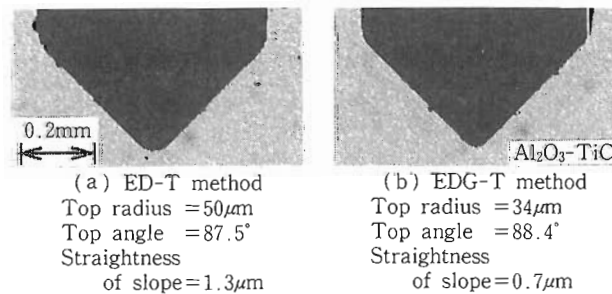 0.2mm
Al₂O₃-TiC
(a) ED-T method
Top radius =50μm
Top angle =87.5°
Straightness
of slope=1.3μm
(b) EDG-T method
Top radius =34μm
Top angle =88.4°
Straightness
of slope=0.7μm